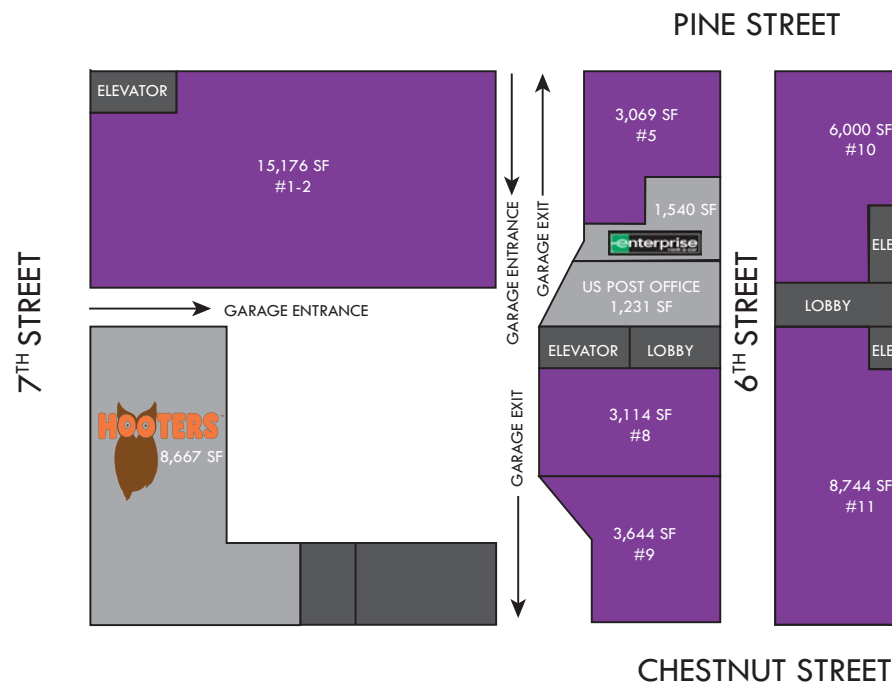 PINE STREET
ELEVATOR
15,176 SF
#1-2
3,069 SF
#5
6,000 SF
#10
1,540 SF
enterprise
US POST OFFICE
1,231 SF
GARAGE ENTRANCE
GARAGE EXIT
GARAGE ENTRANCE
7TH STREET
6TH STREET
ELE
LOBBY
ELE
ELEVATOR
LOBBY
HOOTERS
8,667 SF
GARAGE EXIT
3,114 SF
#8
3,644 SF
#9
8,744 SF
#11
CHESTNUT STREET